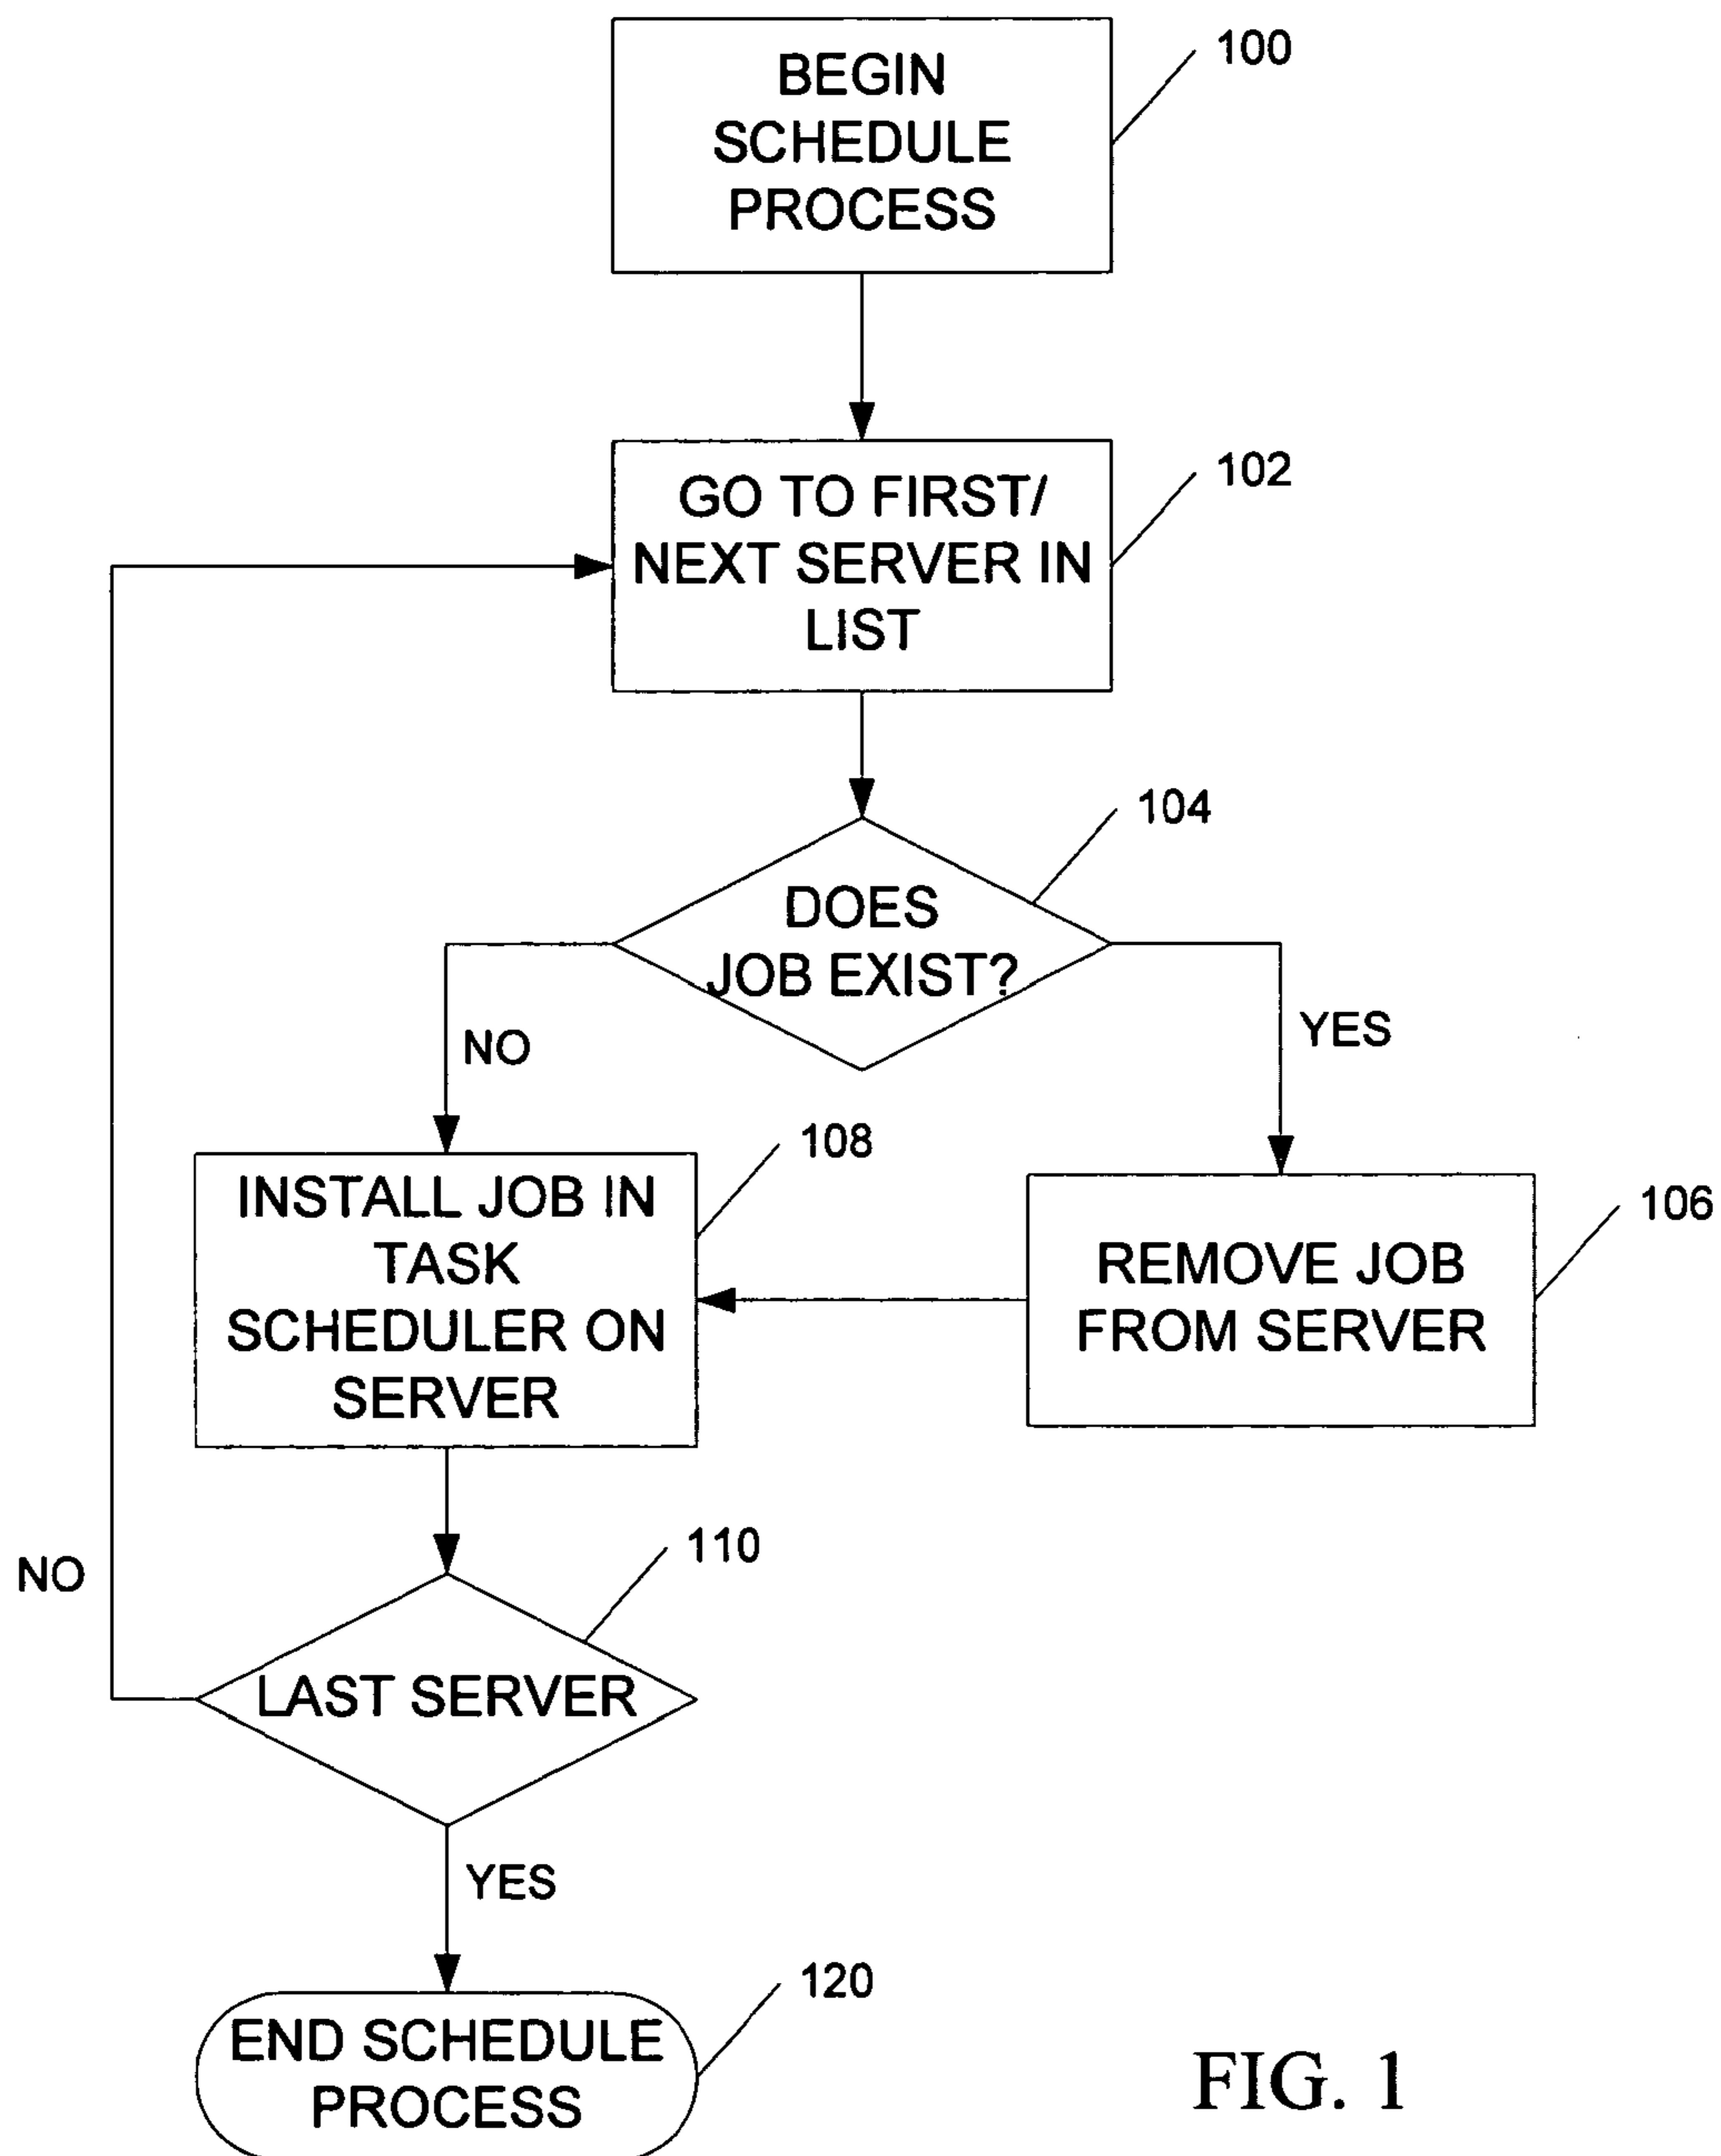 BEGIN
SCHEDULE
PROCESS
100
GO TO FIRST/
NEXT SERVER IN
LIST
102
DOES
JOB EXIST?
104
NO
YES
INSTALL JOB IN
TASK
SCHEDULER ON
SERVER
108
REMOVE JOB
FROM SERVER
106
LAST SERVER
110
NO
YES
END SCHEDULE
PROCESS
120
FIG. 1